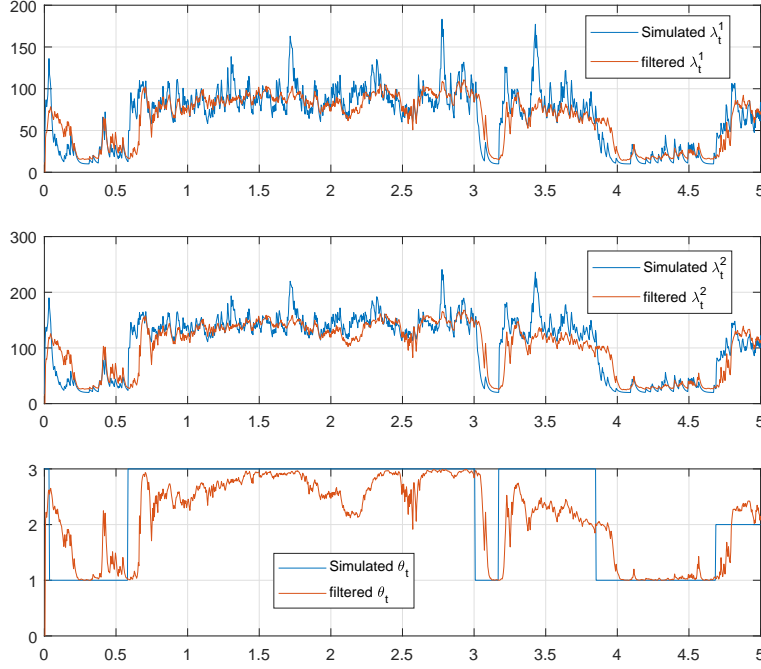 200
150
100
50
0
Simulated λ_t^1
filtered λ_t^1
0 0.5 1 1.5 2 2.5 3 3.5 4 4.5 5
300
200
100
0
Simulated λ_t^2
filtered λ_t^2
0 0.5 1 1.5 2 2.5 3 3.5 4 4.5 5
3
2
1
0
Simulated θ_t
filtered θ_t
0 0.5 1 1.5 2 2.5 3 3.5 4 4.5 5